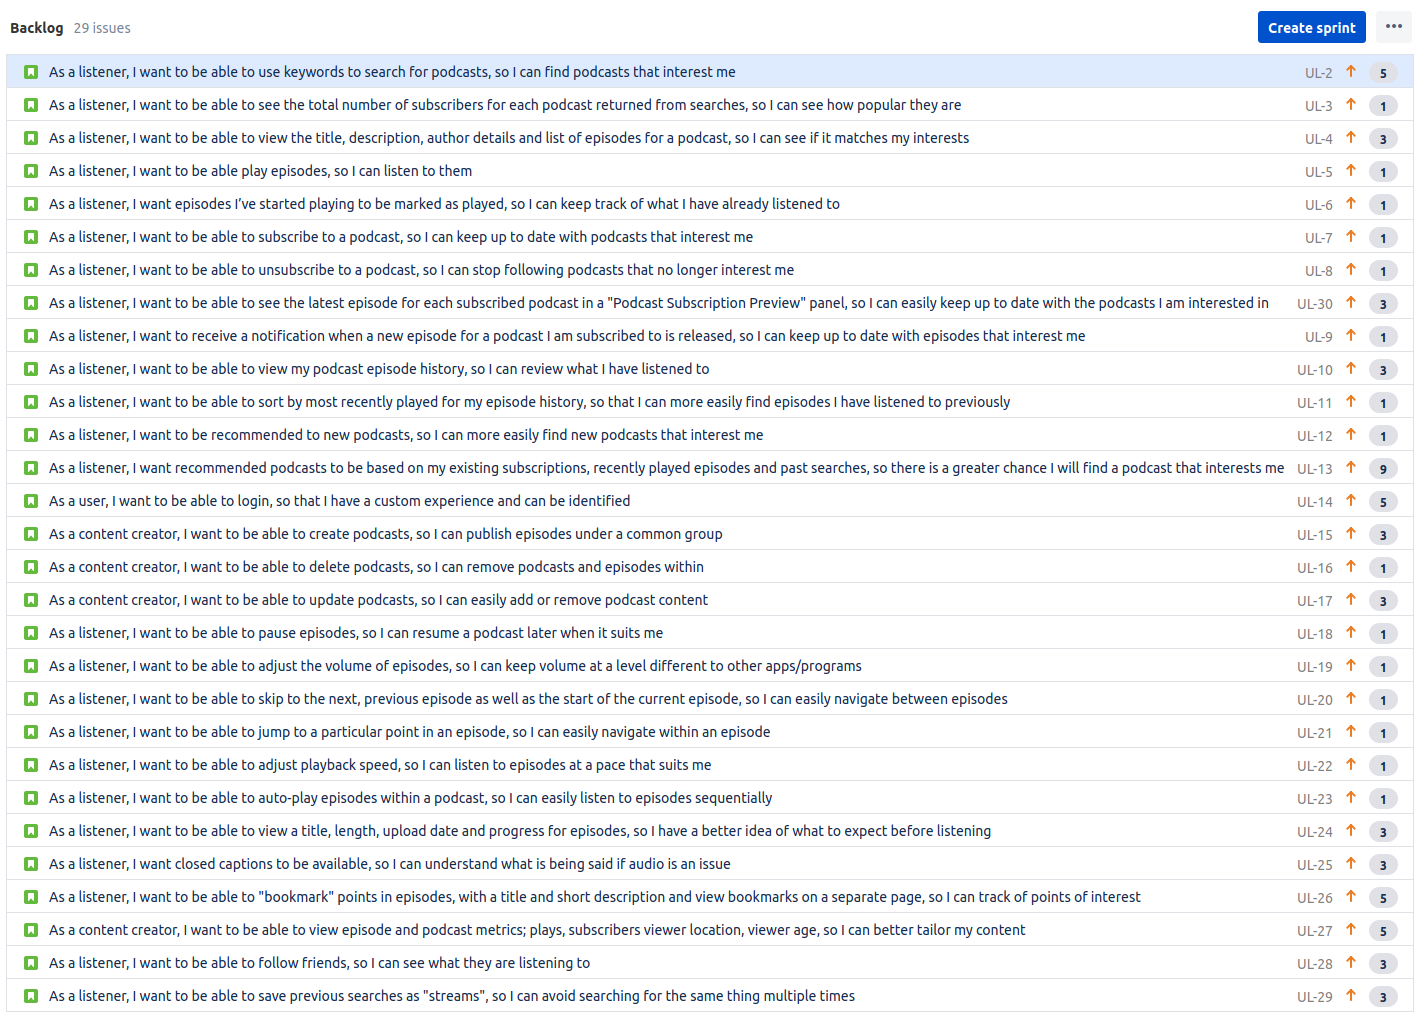 Backlog 29 issues Create sprint ...
As a listener, I want to be able to use keywords to search for podcasts, so I can find podcasts that interest me UL-2 5
As a listener, I want to be able to see the total number of subscribers for each podcast returned from searches, so I can see how popular they are UL-3 1
As a listener, I want to be able to view the title, description, author details and list of episodes for a podcast, so I can see if it matches my interests UL-4 3
As a listener, I want to be able play episodes, so I can listen to them UL-5 1
As a listener, I want episodes I've started playing to be marked as played, so I can keep track of what I have already listened to UL-6 1
As a listener, I want to be able to subscribe to a podcast, so I can keep up to date with podcasts that interest me UL-7 1
As a listener, I want to be able to unsubscribe to a podcast, so I can stop following podcasts that no longer interest me UL-8 1
As a listener, I want to be able to see the latest episode for each subscribed podcast in a "Podcast Subscription Preview" panel, so I can easily keep up to date with the podcasts I am interested in UL-30 3
As a listener, I want to receive a notification when a new episode for a podcast I am subscribed to is released, so I can keep up to date with episodes that interest me UL-9 1
As a listener, I want to be able to view my podcast episode history, so I can review what I have listened to UL-10 3
As a listener, I want to be able to sort by most recently played for my episode history, so that I can more easily find episodes I have listened to previously UL-11 1
As a listener, I want to be recommended to new podcasts, so I can more easily find new podcasts that interest me UL-12 1
As a listener, I want recommended podcasts to be based on my existing subscriptions, recently played episodes and past searches, so there is a greater chance I will find a podcast that interests me UL-13 9
As a user, I want to be able to login, so that I have a custom experience and can be identified UL-14 5
As a content creator, I want to be able to create podcasts, so I can publish episodes under a common group UL-15 3
As a content creator, I want to be able to delete podcasts, so I can remove podcasts and episodes within UL-16 1
As a content creator, I want to be able to update podcasts, so I can easily add or remove podcast content UL-17 3
As a listener, I want to be able to pause episodes, so I can resume a podcast later when it suits me UL-18 1
As a listener, I want to be able to adjust the volume of episodes, so I can keep volume at a level different to other apps/programs UL-19 1
As a listener, I want to be able to skip to the next, previous episode as well as the start of the current episode, so I can easily navigate between episodes UL-20 1
As a listener, I want to be able to jump to a particular point in an episode, so I can easily navigate within an episode UL-21 1
As a listener, I want to be able to adjust playback speed, so I can listen to episodes at a pace that suits me UL-22 1
As a listener, I want to be able to auto-play episodes within a podcast, so I can easily listen to episodes sequentially UL-23 1
As a listener, I want to be able to view a title, length, upload date and progress for episodes, so I have a better idea of what to expect before listening UL-24 3
As a listener, I want closed captions to be available, so I can understand what is being said if audio is an issue UL-25 3
As a listener, I want to be able to "bookmark" points in episodes, with a title and short description and view bookmarks on a separate page, so I can track of points of interest UL-26 5
As a content creator, I want to be able to view episode and podcast metrics; plays, subscribers viewer location, viewer age, so I can better tailor my content UL-27 5
As a listener, I want to be able to follow friends, so I can see what they are listening to UL-28 3
As a listener, I want to be able to save previous searches as "streams", so I can avoid searching for the same thing multiple times UL-29 3